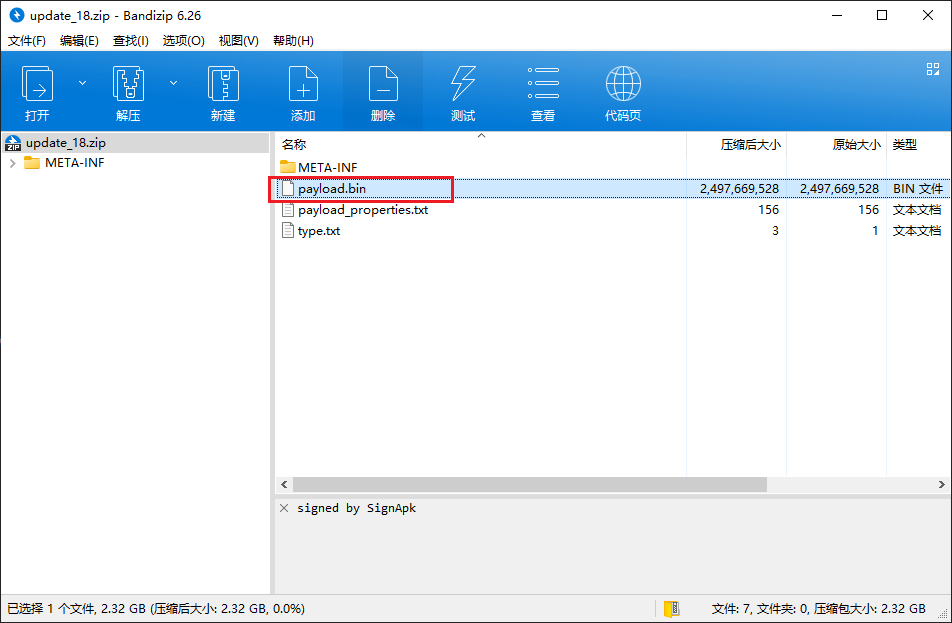 update_18.zip - Bandizip 6.26
文件(F) 编辑(E) 查找(I) 选项(O) 视图(V) 帮助(H)
打开 解压 新建 添加 删除 测试 查看 代码页
ZIP update_18.zip
META-INF
名称 压缩后大小 原始大小 类型
META-INF
payload.bin 2,497,669,528 2,497,669,528 BIN 文件
payload_properties.txt 156 156 文本文档
type.txt 3 1 文本文档
signed by SignApk
已选择 1 个文件, 2.32 GB (压缩后大小: 2.32 GB, 0.0%) 文件: 7, 文件夹: 0, 压缩包大小: 2.32 GB